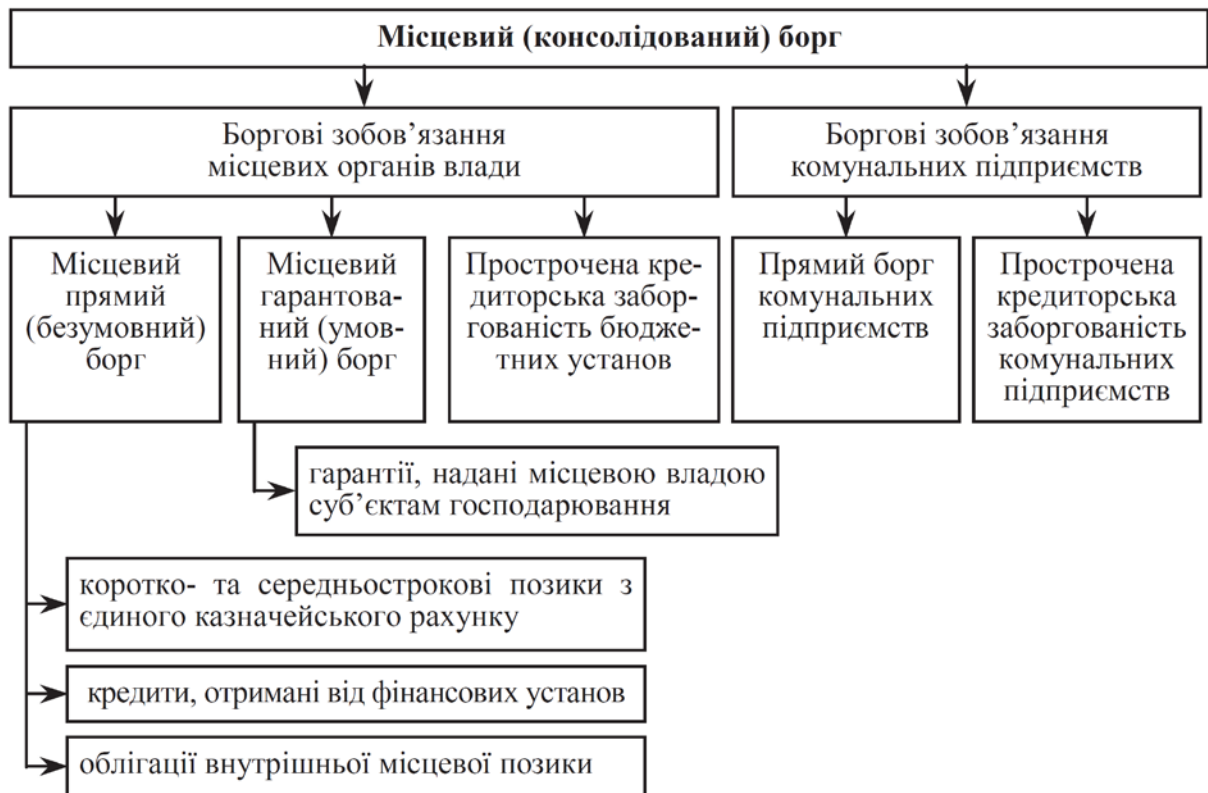 Місцевий (консолідований) борг
Боргові зобов’язання
місцевих органів влади
Боргові зобов’язання
комунальних підприємств
Місцевий
прямий
(безумовний)
борг
Місцевий
гарантова-
ний (умов-
ний) борг
Прострочена кре-
диторська забор-
гованість бюдже-
тних установ
Прямий борг
комунальних
підприємств
Прострочена
кредиторська
заборгованість
комунальних
підприємств
гарантії, надані місцевою владою
суб’єктам господарювання
коротко- та середньострокові позики з
єдиного казначейського рахунку
кредити, отримані від фінансових установ
облігації внутрішньої місцевої позики